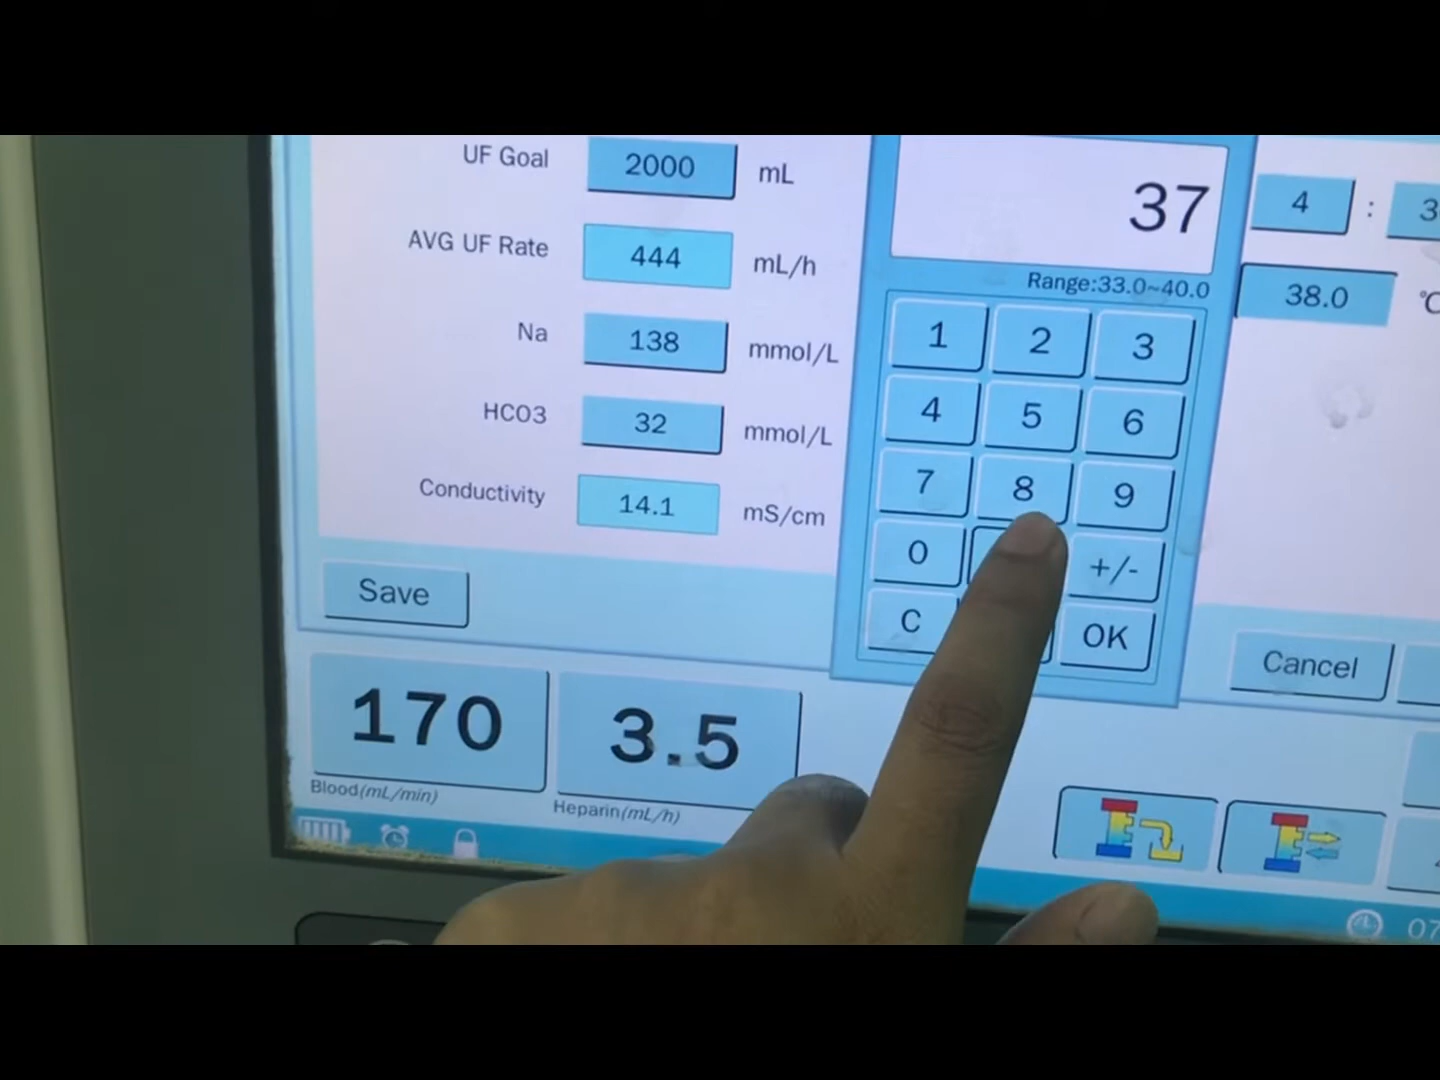 UF Goal 2000 mL
AVG UF Rate 444 mL/h
Na 138 mmol/L
HCO3 32 mmol/L
Conductivity 14.1 mS/cm
Save
37
Range:33.0~40.0
1 2 3
4 5 6
7 8 9
0 +/-
C OK
4 : 3
38.0 °C
Cancel
170
Blood(mL/min)
3.5
Heparin(mL/h)
07